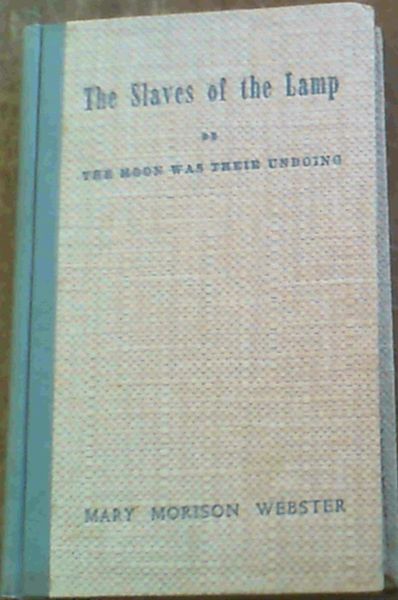 The Slaves of the Lamp
OR
THE MOON WAS THEIR UNDOING
MARY MORISON WEBSTER